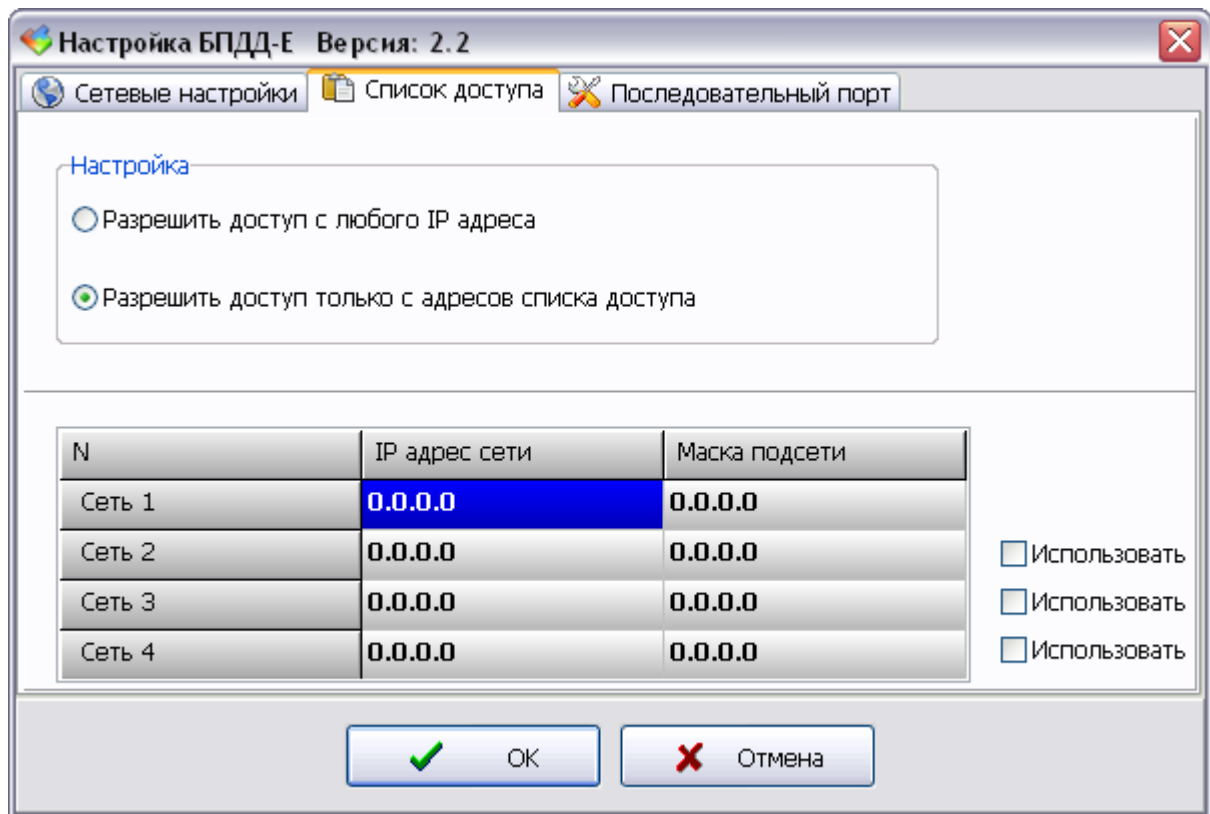 Настройка БПДД-Е Версия: 2.2
Сетевые настройки Список доступа Последовательный порт
Настройка
Разрешить доступ с любого IP адреса
Разрешить доступ только с адресов списка доступа
N IP адрес сети Маска подсети
Сеть 1 0.0.0.0 0.0.0.0
Сеть 2 0.0.0.0 0.0.0.0 Использовать
Сеть 3 0.0.0.0 0.0.0.0 Использовать
Сеть 4 0.0.0.0 0.0.0.0 Использовать
ОК Отмена